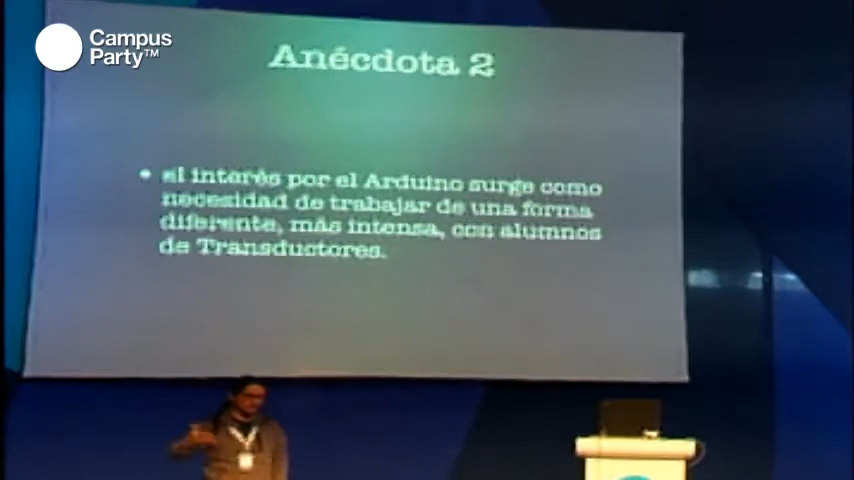 Campus
Party™
Anécdota 2
• el interés por el Arduino surge como
necesidad de trabajar de una forma
diferente, más intensa, con alumnos
de Transductores.